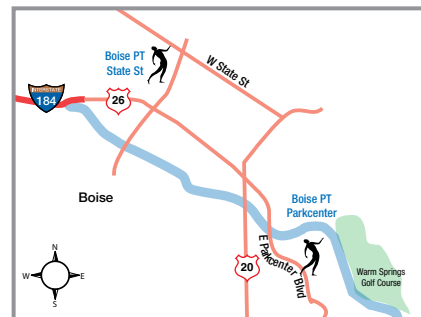 Boise PT
State St
W State St
INTERSTATE
184
26
Boise
Boise PT
Parkcenter
E Pakcenter Blvd
20
Warm Springs
Golf Course
N
W
E
S